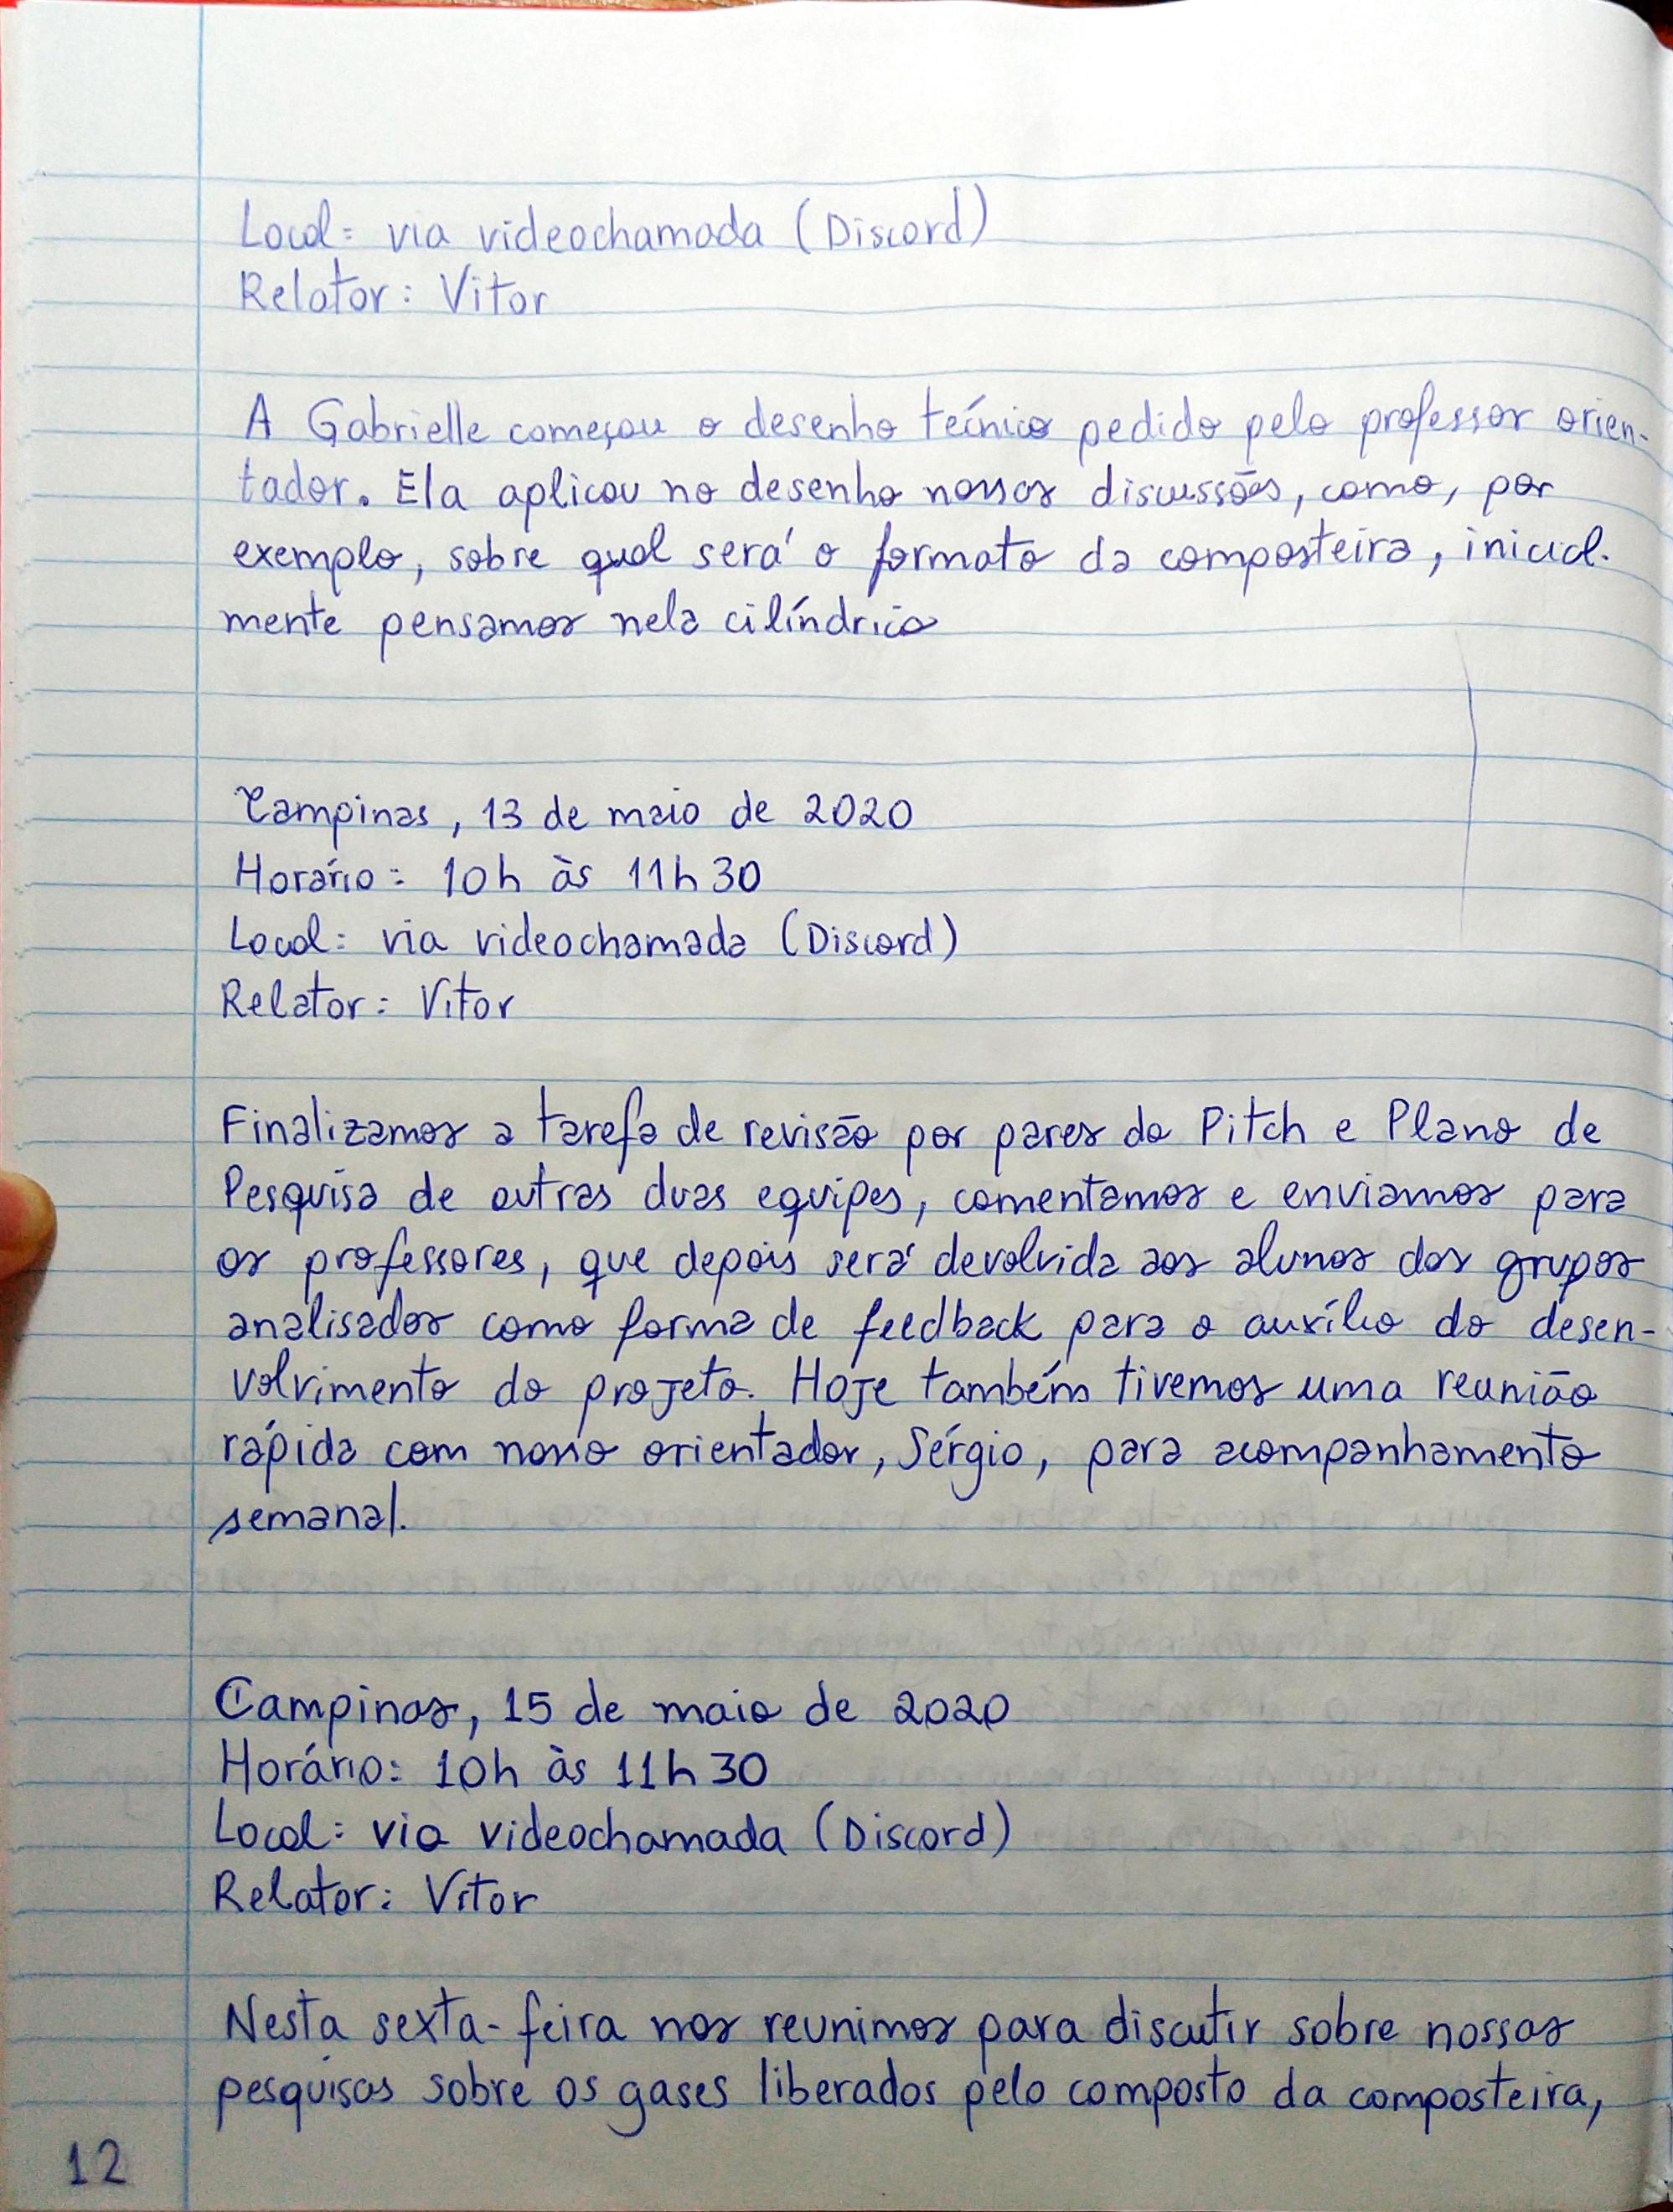 Local: via videochamada (Discord)
Relator: Vitor
A Gabrielle começou o desenho técnico pedido pelo professor orien-
tador. Ela aplicou no desenho nossas discussões, como, por
exemplo, sobre qual será o formato da composteira, inicial-
mente pensamos nela cilíndrica
Campinas, 13 de maio de 2020
Horário: 10h às 11h30
Local: via videochamada (Discord)
Relator: Vitor
Finalizamos a tarefa de revisão por pares do Pitch e Plano de
Pesquisa de outras duas equipes, comentamos e enviamos para
os professores, que depois será devolvida aos alunos dos grupos
analisados como forma de feedback para o auxílio do desen-
volvimento do projeto. Hoje também tivemos uma reunião
rápida com nosso orientador, Sérgio, para acompanhamento
semanal.
Campinas, 15 de maio de 2020
Horário: 10h às 11h30
Local: via videochamada (Discord)
Relator: Vitor
Nesta sexta-feira nos reunimos para discutir sobre nossas
pesquisas sobre os gases liberados pelo composto da composteira,
12